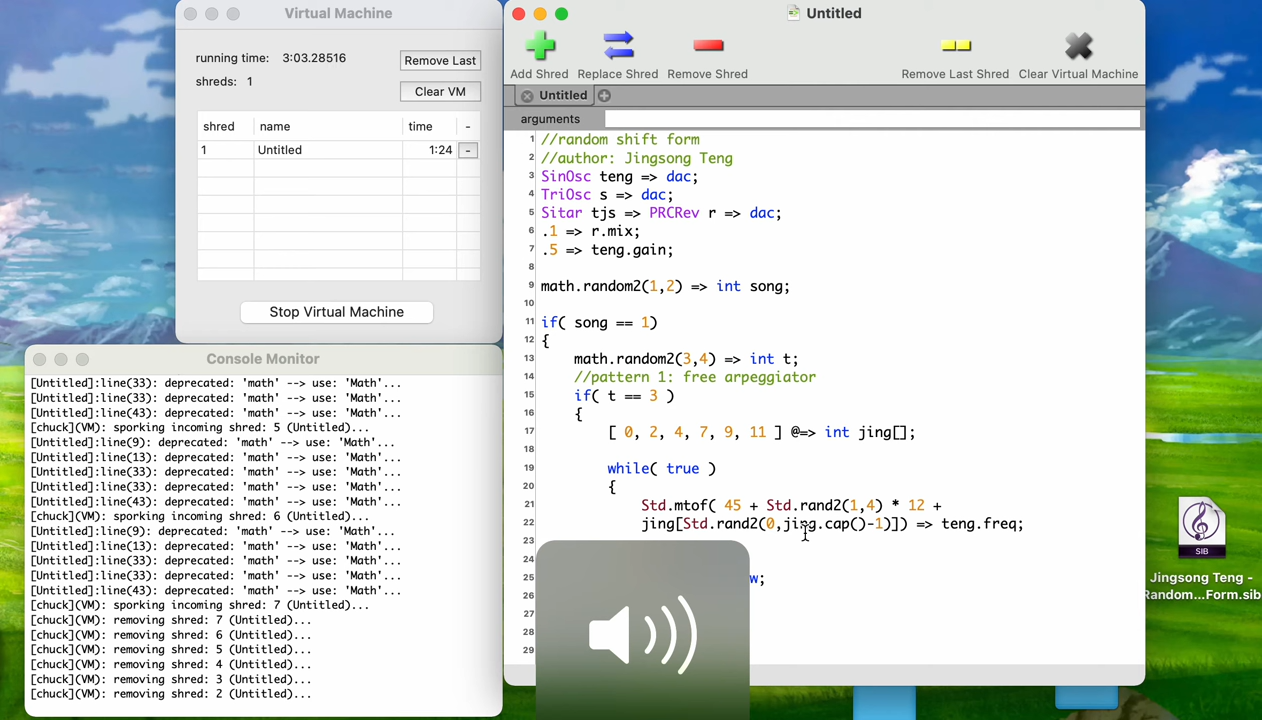 Virtual Machine
running time: 3:03.28516
Remove Last
shreds: 1
Clear VM
shred name time -
1 Untitled 1:24 -
Stop Virtual Machine
Console Monitor
[Untitled]:line(33): deprecated: 'math' --> use: 'Math'...
[Untitled]:line(33): deprecated: 'math' --> use: 'Math'...
[Untitled]:line(43): deprecated: 'math' --> use: 'Math'...
[chuck](VM): sporking incoming shred: 5 (Untitled)...
[Untitled]:line(9): deprecated: 'math' --> use: 'Math'...
[Untitled]:line(13): deprecated: 'math' --> use: 'Math'...
[Untitled]:line(33): deprecated: 'math' --> use: 'Math'...
[Untitled]:line(33): deprecated: 'math' --> use: 'Math'...
[Untitled]:line(43): deprecated: 'math' --> use: 'Math'...
[chuck](VM): sporking incoming shred: 6 (Untitled)...
[Untitled]:line(9): deprecated: 'math' --> use: 'Math'...
[Untitled]:line(13): deprecated: 'math' --> use: 'Math'...
[Untitled]:line(33): deprecated: 'math' --> use: 'Math'...
[Untitled]:line(33): deprecated: 'math' --> use: 'Math'...
[Untitled]:line(43): deprecated: 'math' --> use: 'Math'...
[chuck](VM): sporking incoming shred: 7 (Untitled)...
[chuck](VM): removing shred: 7 (Untitled)...
[chuck](VM): removing shred: 6 (Untitled)...
[chuck](VM): removing shred: 5 (Untitled)...
[chuck](VM): removing shred: 4 (Untitled)...
[chuck](VM): removing shred: 3 (Untitled)...
[chuck](VM): removing shred: 2 (Untitled)...
Untitled
Add Shred Replace Shred Remove Shred Remove Last Shred Clear Virtual Machine
Untitled
arguments
1 //random shift form
2 //author: Jingsong Teng
3 SinOsc teng => dac;
4 TriOsc s => dac;
5 Sitar tjs => PRCRev r => dac;
6 .1 => r.mix;
7 .5 => teng.gain;
8
9 math.random2(1,2) => int song;
10
11 if( song == 1)
12 {
13 math.random2(3,4) => int t;
14 //pattern 1: free arpeggiator
15 if( t == 3 )
16 {
17 [ 0, 2, 4, 7, 9, 11 ] @=> int jing[];
18
19 while( true )
20 {
21 Std.mtof( 45 + Std.rand2(1,4) * 12 +
22 jing[Std.rand2(0,jing.cap()-1)]) => teng.freq;
23
25 w;
26
27
28
29
SIB
Jingsong Teng -
Random...Form.sib